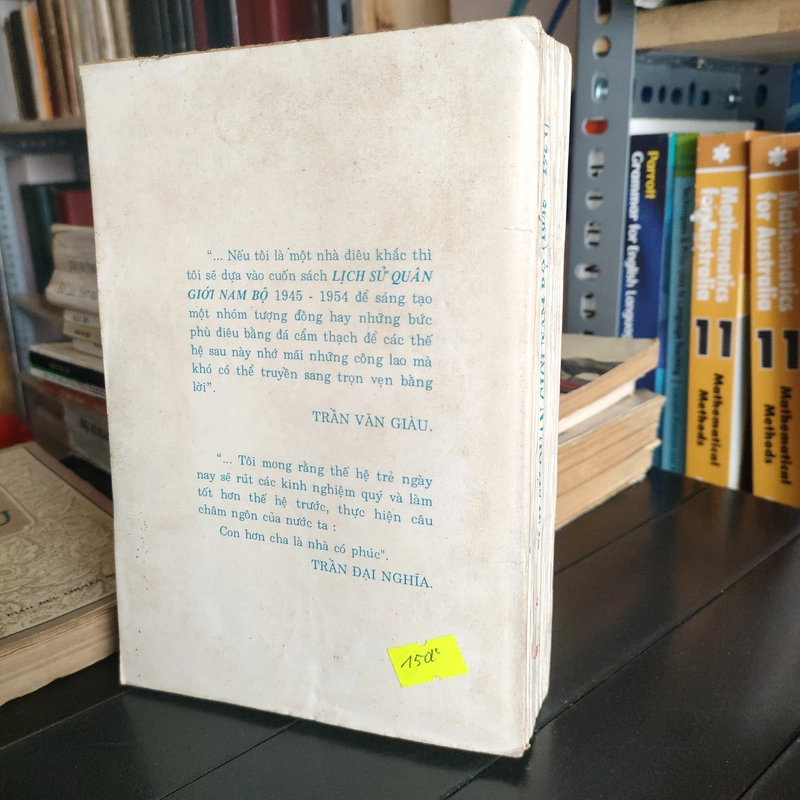 "... Nếu tôi là một nhà điêu khắc thì
tôi sẽ dựa vào cuốn sách LỊCH SỬ QUÂN
GIỚI NAM BỘ 1945 - 1954 để sáng tạo
một nhóm tượng đồng hay những bức
phù điêu bằng đá cẩm thạch để các thế
hệ sau này nhớ mãi những công lao mà
khó có thể truyền sang trọn vẹn bằng
lời".
TRẦN VĂN GIÀU.
"... Tôi mong rằng thế hệ trẻ ngày
nay sẽ rút các kinh nghiệm quý và làm
tốt hơn thế hệ trước, thực hiện câu
châm ngôn của nước ta :
Con hơn cha là nhà có phúc".
TRẦN ĐẠI NGHĨA.
Parrott
Grammar for English Language
Mathematics
for Australia
11
Mathematical
Methods
Mathematics
for Australia
11
Mathematical
Methods